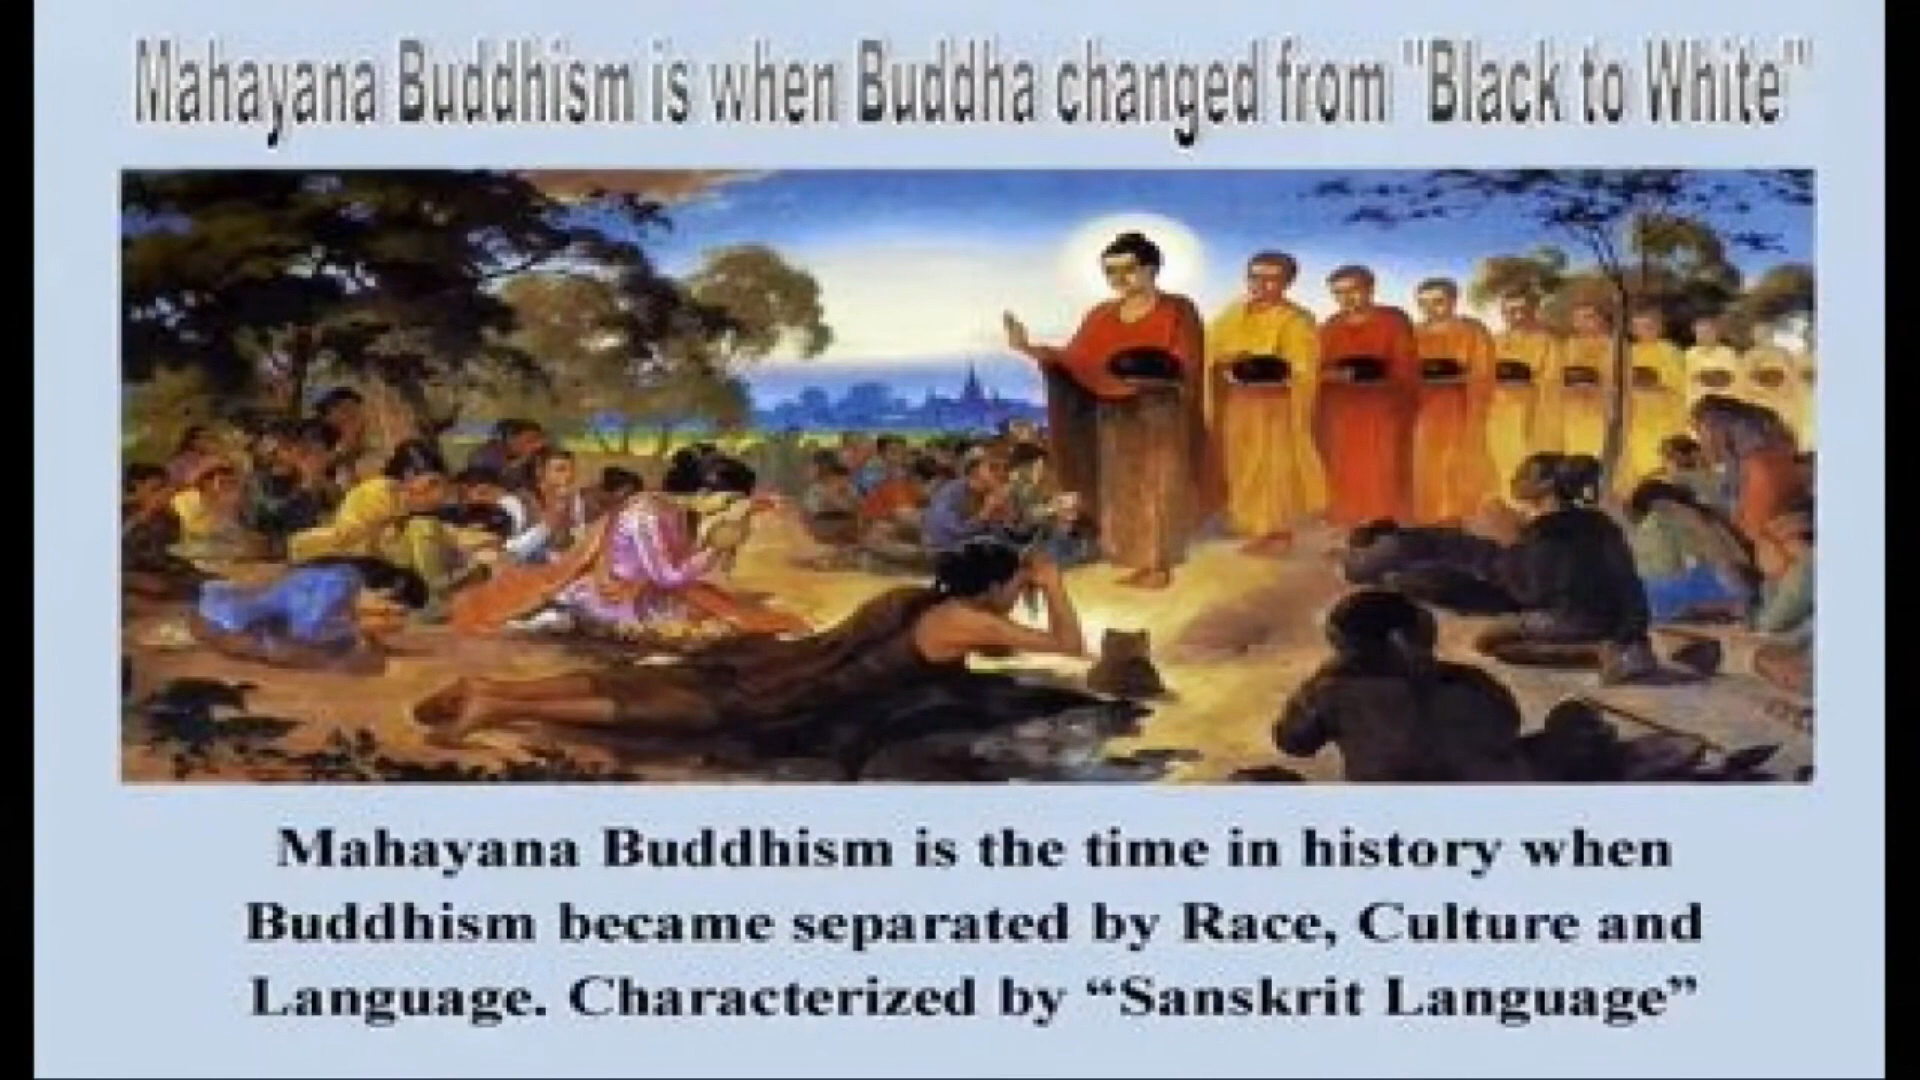 Mahayana Buddhism is when Buddha changed from "Black to White"
Mahayana Buddhism is the time in history when
Buddhism became separated by Race, Culture and
Language. Characterized by “Sanskrit Language”